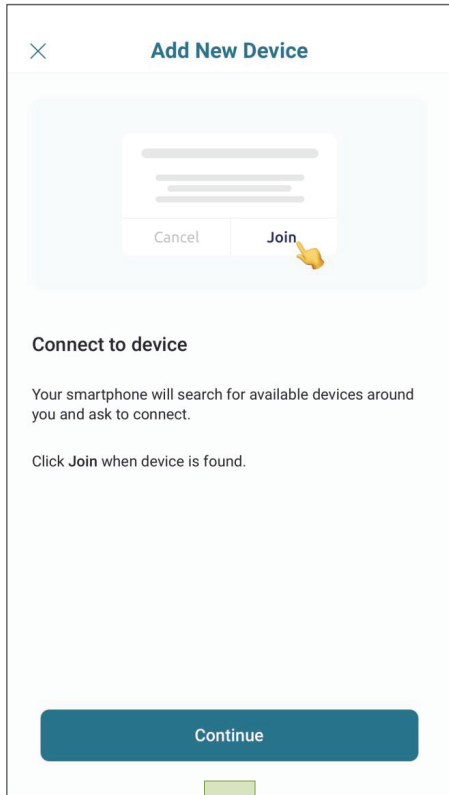 Add New Device
Cancel Join
Connect to device
Your smartphone will search for available devices around
you and ask to connect.
Click Join when device is found.
Continue